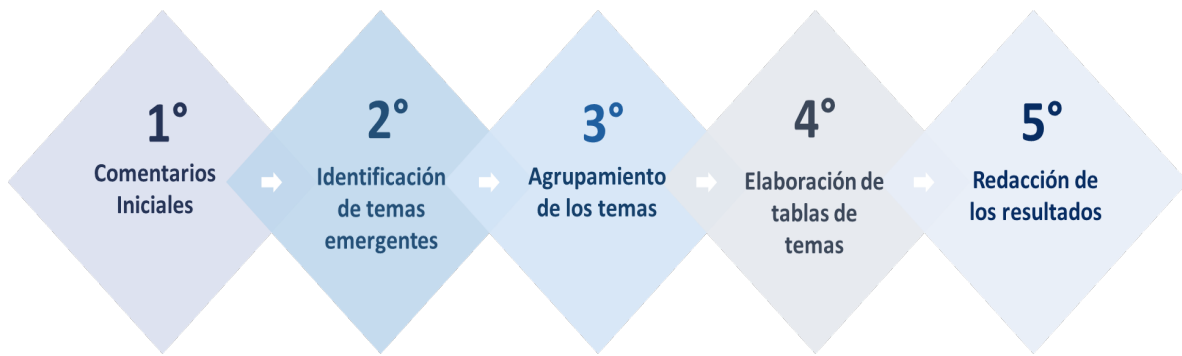 1°
Comentarios
Iniciales
2°
Identificación
de temas
emergentes
3°
Agrupamiento
de los temas
4°
Elaboración de
tablas de
temas
5°
Redacción de
los resultados